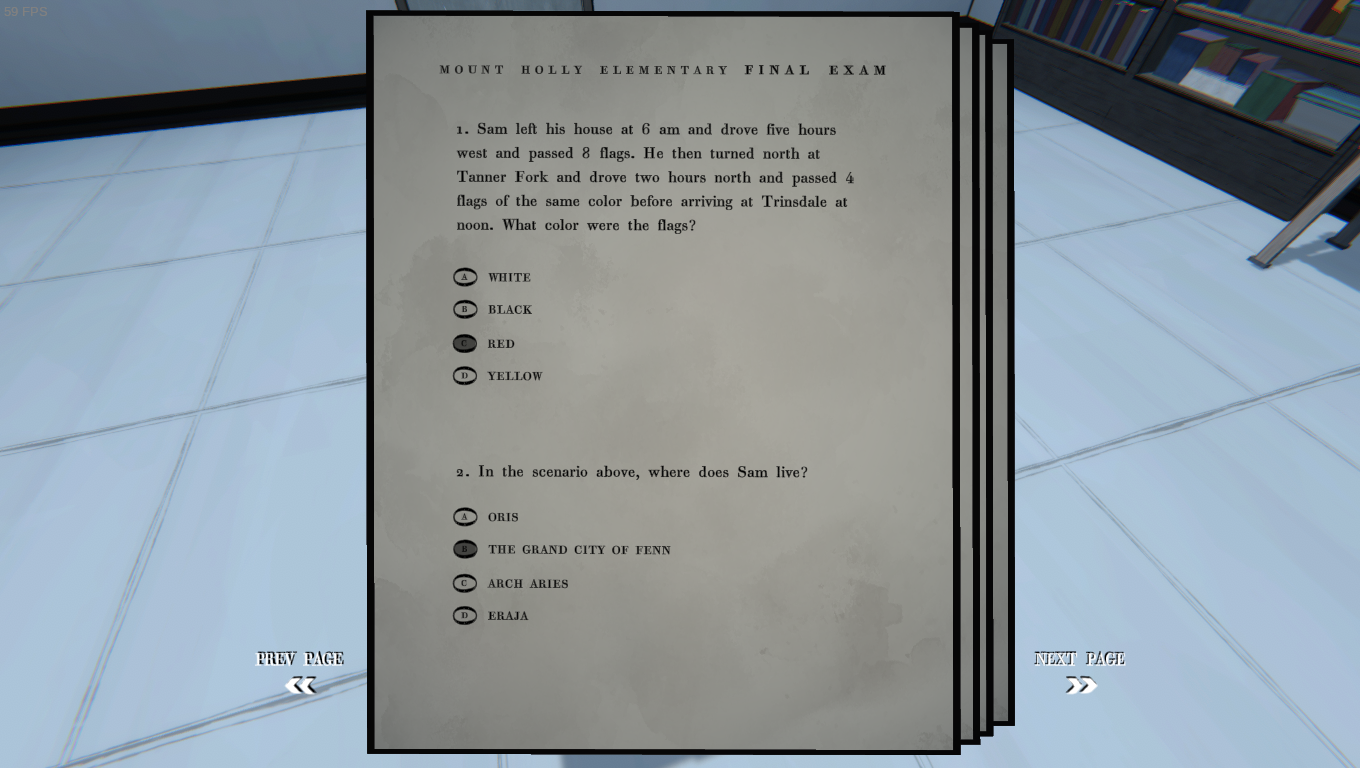 59 FPS
MOUNT HOLLY ELEMENTARY FINAL EXAM
1. Sam left his house at 6 am and drove five hours
west and passed 8 flags. He then turned north at
Tanner Fork and drove two hours north and passed 4
flags of the same color before arriving at Trinsdale at
noon. What color were the flags?
A WHITE
B BLACK
C RED
D YELLOW
2. In the scenario above, where does Sam live?
A ORIS
B THE GRAND CITY OF FENN
C ARCH ARIES
D ERAJA
PREV PAGE
NEXT PAGE